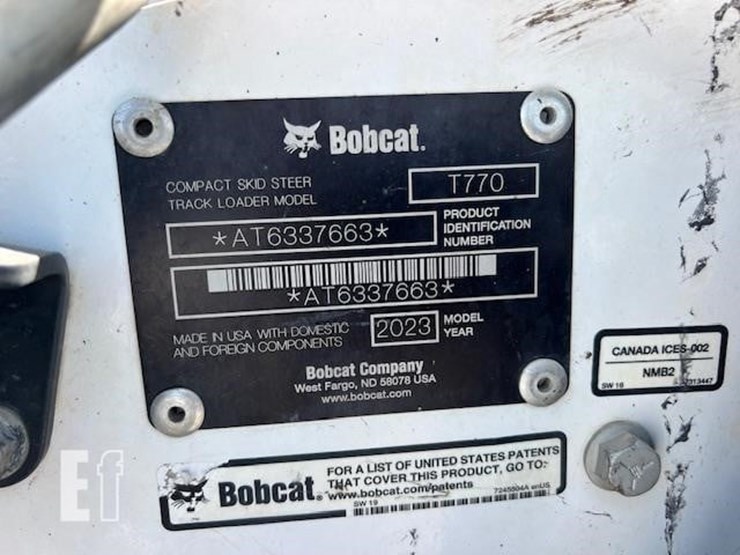 Bobcat.
COMPACT SKID STEER
TRACK LOADER MODEL
T770
*AT6337663*
PRODUCT
IDENTIFICATION
NUMBER
*AT6337663*
MADE IN USA WITH DOMESTIC
AND FOREIGN COMPONENTS
2023
MODEL
YEAR
Bobcat Company
West Fargo, ND 58078 USA
www.bobcat.com
CANADA ICES-002
NMB2
SW 16
Bobcat.
FOR A LIST OF UNITED STATES PATENTS
THAT COVER THIS PRODUCT, GO TO:
www.bobcat.com/patents
SW 19
7245504A enUS
Ef